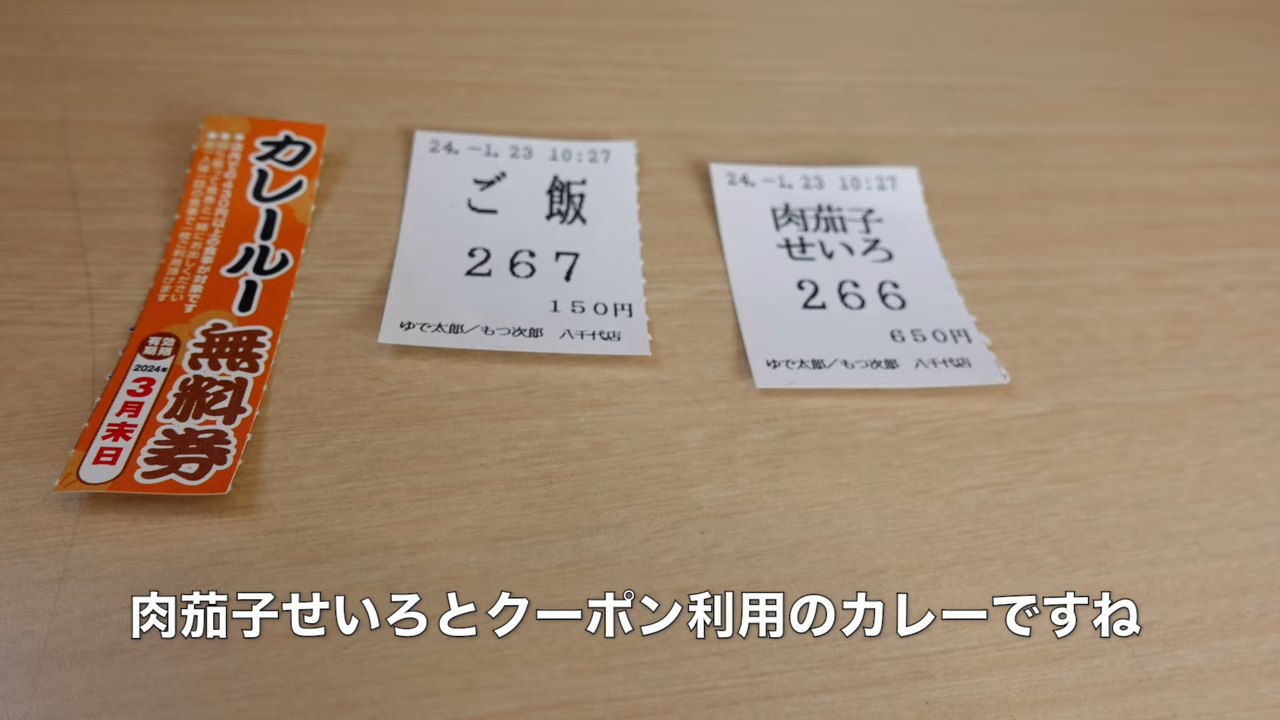 カレールー
無料券
有効
期限
2024年
3月末日
24.-1.23 10:27
ご飯
267
150円
ゆで太郎／もつ次郎 八千代店
24.-1.23 10:27
肉茄子
せいろ
266
650円
ゆで太郎／もつ次郎 八千代店
肉茄子せいろとクーポン利用のカレーですね